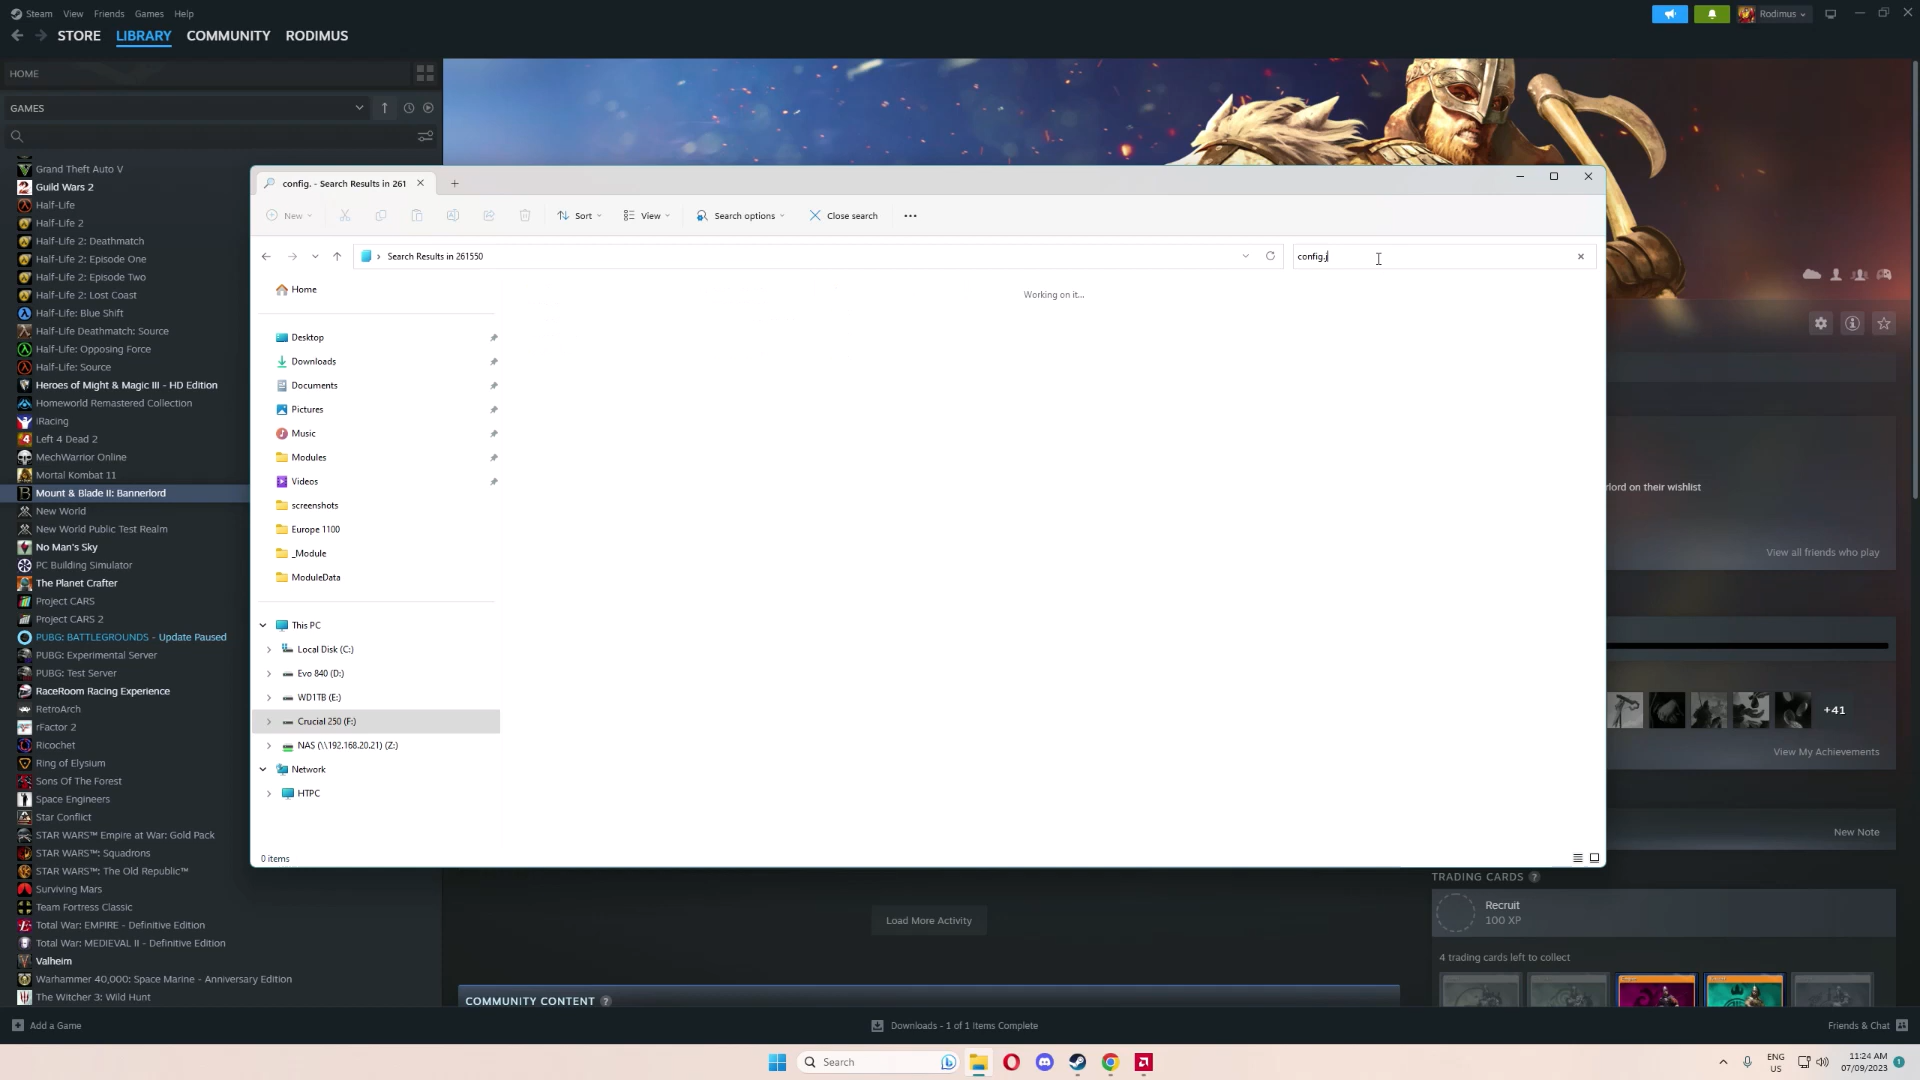 Steam View Friends Games Help
Rodimus
STORE LIBRARY COMMUNITY RODIMUS
HOME
GAMES
Grand Theft Auto V
Guild Wars 2
Half-Life
Half-Life 2
Half-Life 2: Deathmatch
Half-Life 2: Episode One
Half-Life 2: Episode Two
Half-Life 2: Lost Coast
Half-Life: Blue Shift
Half-Life Deathmatch: Source
Half-Life: Opposing Force
Half-Life: Source
Heroes of Might & Magic III - HD Edition
Homeworld Remastered Collection
iRacing
Left 4 Dead 2
MechWarrior Online
Mortal Kombat 11
Mount & Blade II: Bannerlord
New World
New World Public Test Realm
No Man's Sky
PC Building Simulator
The Planet Crafter
Project CARS
Project CARS 2
PUBG: BATTLEGROUNDS - Update Paused
PUBG: Experimental Server
PUBG: Test Server
RaceRoom Racing Experience
RetroArch
rFactor 2
Ricochet
Ring of Elysium
Sons Of The Forest
Space Engineers
Star Conflict
STAR WARS™ Empire at War: Gold Pack
STAR WARS™: Squadrons
STAR WARS™: The Old Republic™
Surviving Mars
Team Fortress Classic
Total War: EMPIRE - Definitive Edition
Total War: MEDIEVAL II - Definitive Edition
Valheim
Warhammer 40,000: Space Marine - Anniversary Edition
The Witcher 3: Wild Hunt
config. - Search Results in 261
New Sort View Search options Close search
Search Results in 261550
config.j
Working on it...
Home
Desktop
Downloads
Documents
Pictures
Music
Modules
Videos
screenshots
Europe 1100
_Module
ModuleData
This PC
Local Disk (C:)
Evo 840 (D:)
WD1TB (E:)
Crucial 250 (F:)
NAS (\\192.168.20.21) (Z:)
Network
HTPC
0 items
lord on their wishlist
View all friends who play
+41
View My Achievements
New Note
TRADING CARDS ?
Recruit
100 XP
4 trading cards left to collect
Load More Activity
COMMUNITY CONTENT ?
Add a Game
Downloads - 1 of 1 Items Complete
Friends & Chat
Search
ENG
US
11:24 AM
07/09/2023
1